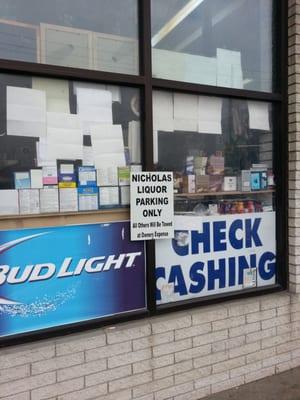 NICHOLAS
LIQUOR
PARKING
ONLY
All Others Will Be Towed
at Owners Expense
BUD LIGHT
CHECK
CASHING